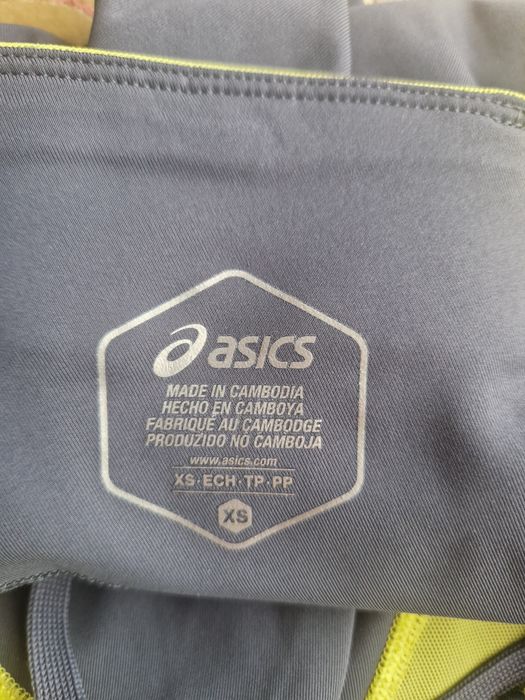 asics
MADE IN CAMBODIA
HECHO EN CAMBOYA
FABRIQUÉ AU CAMBODGE
PRODUZIDO NO CAMBOJA
www.asics.com
XS·ECH·TP·PP
XS